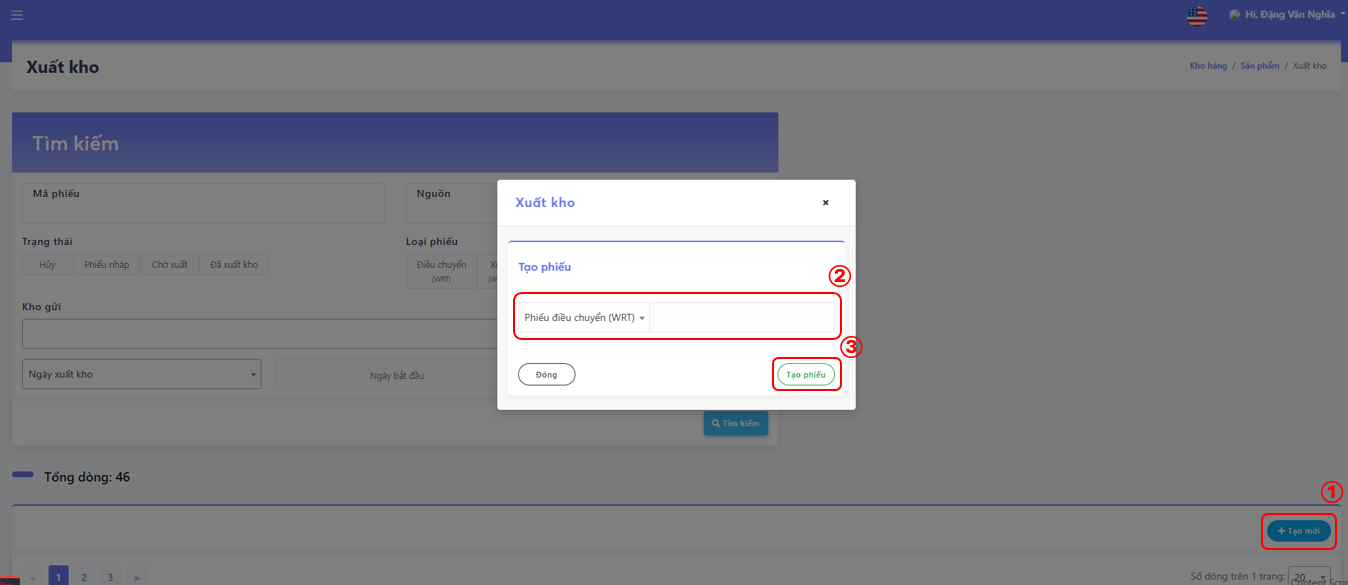 Hi, Đặng Văn Nghĩa
Xuất kho
Kho hàng / Sản phẩm / Xuất kho
Tìm kiếm
Mã phiếu
Nguồn
Trạng thái
Hủy Phiếu nháp Chờ xuất Đã xuất kho
Loại phiếu
Điều chuyển
(WRT)
Kho gửi
Ngày xuất kho
Ngày bắt đầu
Tìm kiếm
Xuất kho ×
Tạo phiếu
②
Phiếu điều chuyển (WRT)
③
Đóng Tạo phiếu
Tổng dòng: 46
①
+ Tạo mới
« 1 2 3 »
Số dòng trên 1 trang: 20
Content Scri